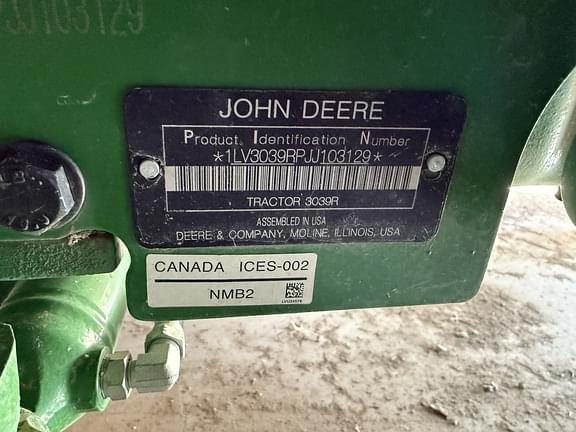 JJ103129
JOHN DEERE
Product Identification Number
*1LV3039RPJJ103129*
TRACTOR 3039R
ASSEMBLED IN USA
DEERE & COMPANY, MOLINE, ILLINOIS, USA
CANADA ICES-002
NMB2